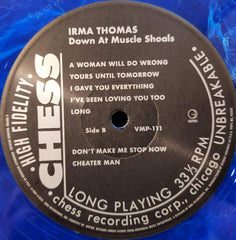 IRMA THOMAS
Down At Muscle Shoals
A WOMAN WILL DO WRONG
YOURS UNTIL TOMORROW
I GAVE YOU EVERYTHING
I'VE BEEN LOVING YOU TOO
LONG
Side B
VMP-111
DON'T MAKE ME STOP NOW
CHEATER MAN
HIGH FIDELITY
CHESS
LONG PLAYING 33⅓ RPM
chess recording corp., chicago UNBREAKABLE